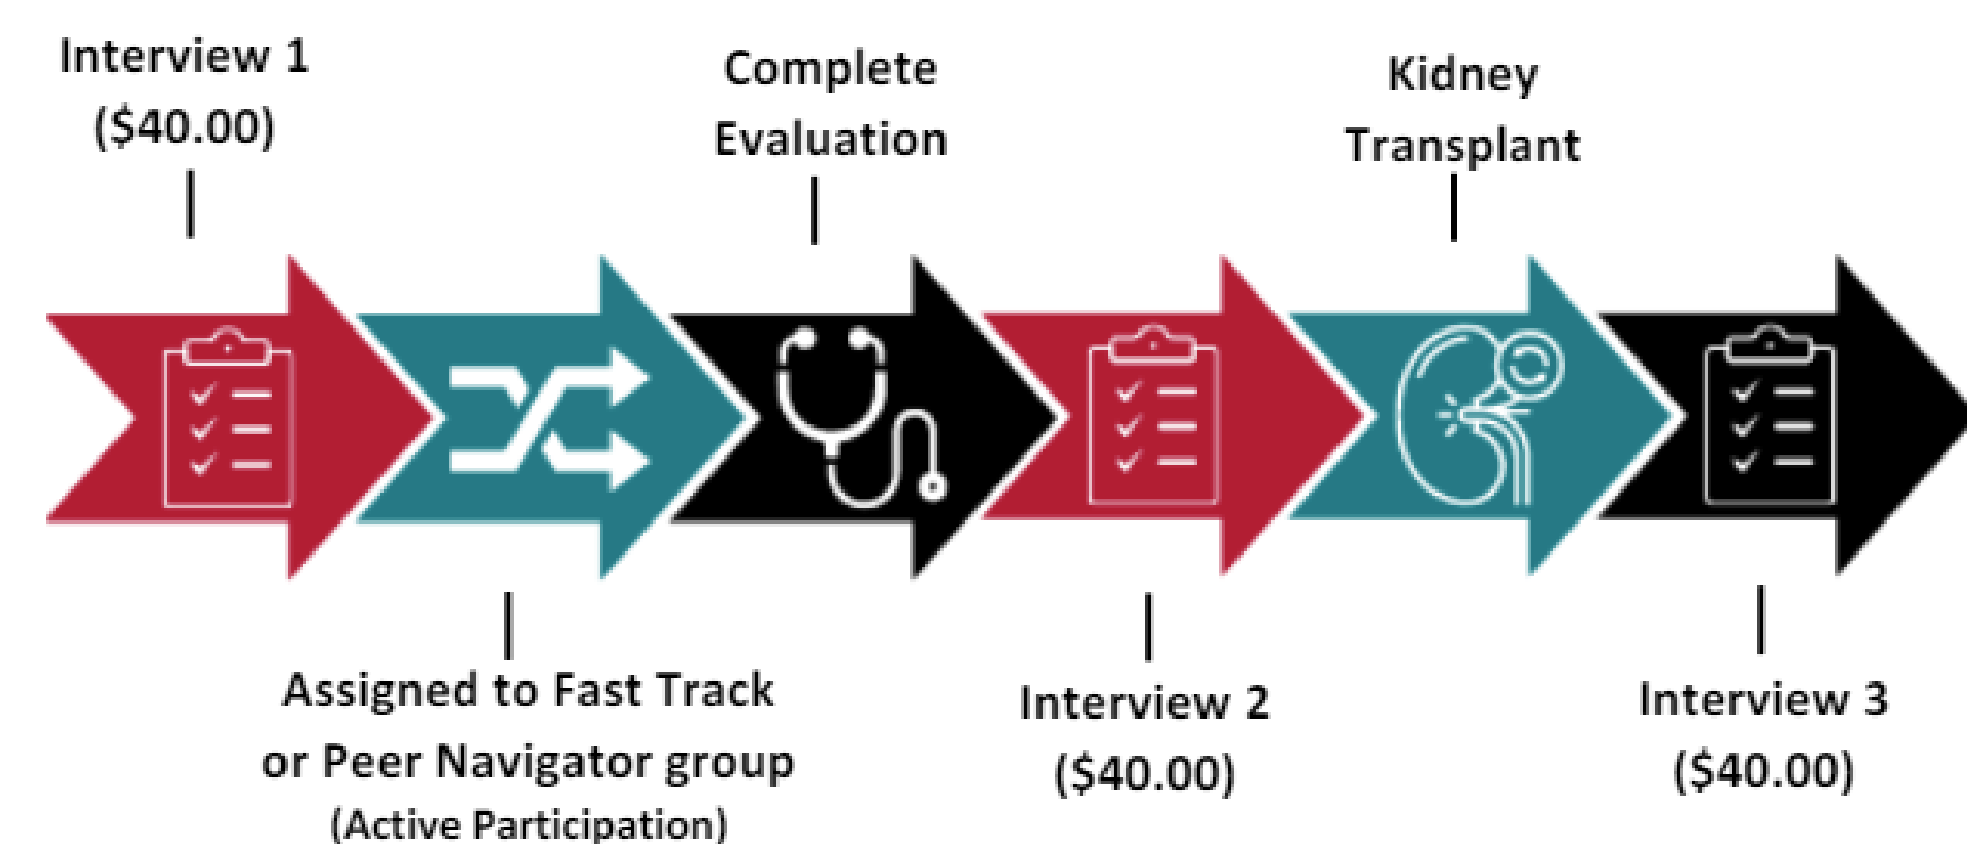 Interview 1
($40.00)
Assigned to Fast Track
or Peer Navigator group
(Active Participation)
Complete
Evaluation
Interview 2
($40.00)
Kidney
Transplant
Interview 3
($40.00)